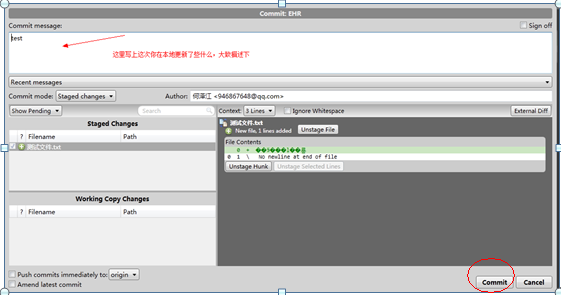 Commit: EHR
Commit message:
Sign off
test
这里写上这次你在本地更新了些什么，大致描述下
Recent messages
Commit mode: Staged changes
Author: 何泽江 <946867648@qq.com>
Show Pending
Search
Context: 3 Lines
Ignore Whitespace
External Diff
Staged Changes
? Filename Path
测试文件.txt
Working Copy Changes
? Filename Path
测试文件.txt
New file, 1 lines added
Unstage File
File Contents
0 +
0 1 \ No newline at end of file
Unstage Hunk
Unstage Selected Lines
Push commits immediately to: origin
Amend latest commit
Commit
Cancel